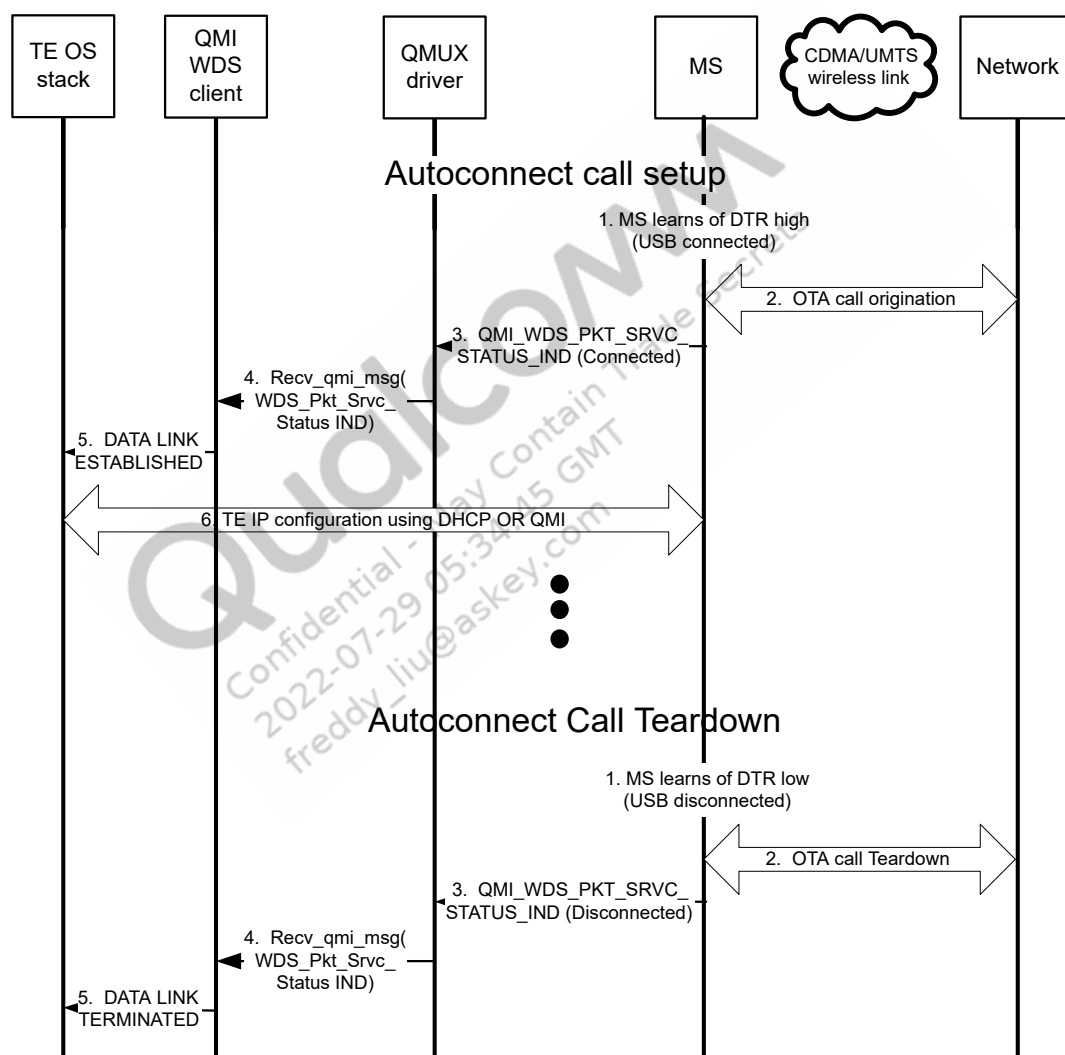 TE OS
stack
QMI
WDS
client
QMUX
driver
MS
CDMA/UMTS
wireless link
Network
Autoconnect call setup
1. MS learns of DTR high
(USB connected)
2. OTA call origination
3. QMI_WDS_PKT_SRVC_
STATUS_IND (Connected)
4. Recv_qmi_msg(
WDS_Pkt_Srvc_
Status IND)
5. DATA LINK
ESTABLISHED
6. TE IP configuration using DHCP OR QMI
Qualcomm
Confidential - May Contain Trade Secrets
2022-07-29 05:34:45 GMT
freddy_liu@askey.com
Autoconnect Call Teardown
1. MS learns of DTR low
(USB disconnected)
2. OTA call Teardown
3. QMI_WDS_PKT_SRVC_
STATUS_IND (Disconnected)
4. Recv_qmi_msg(
WDS_Pkt_Srvc_
Status IND)
5. DATA LINK
TERMINATED